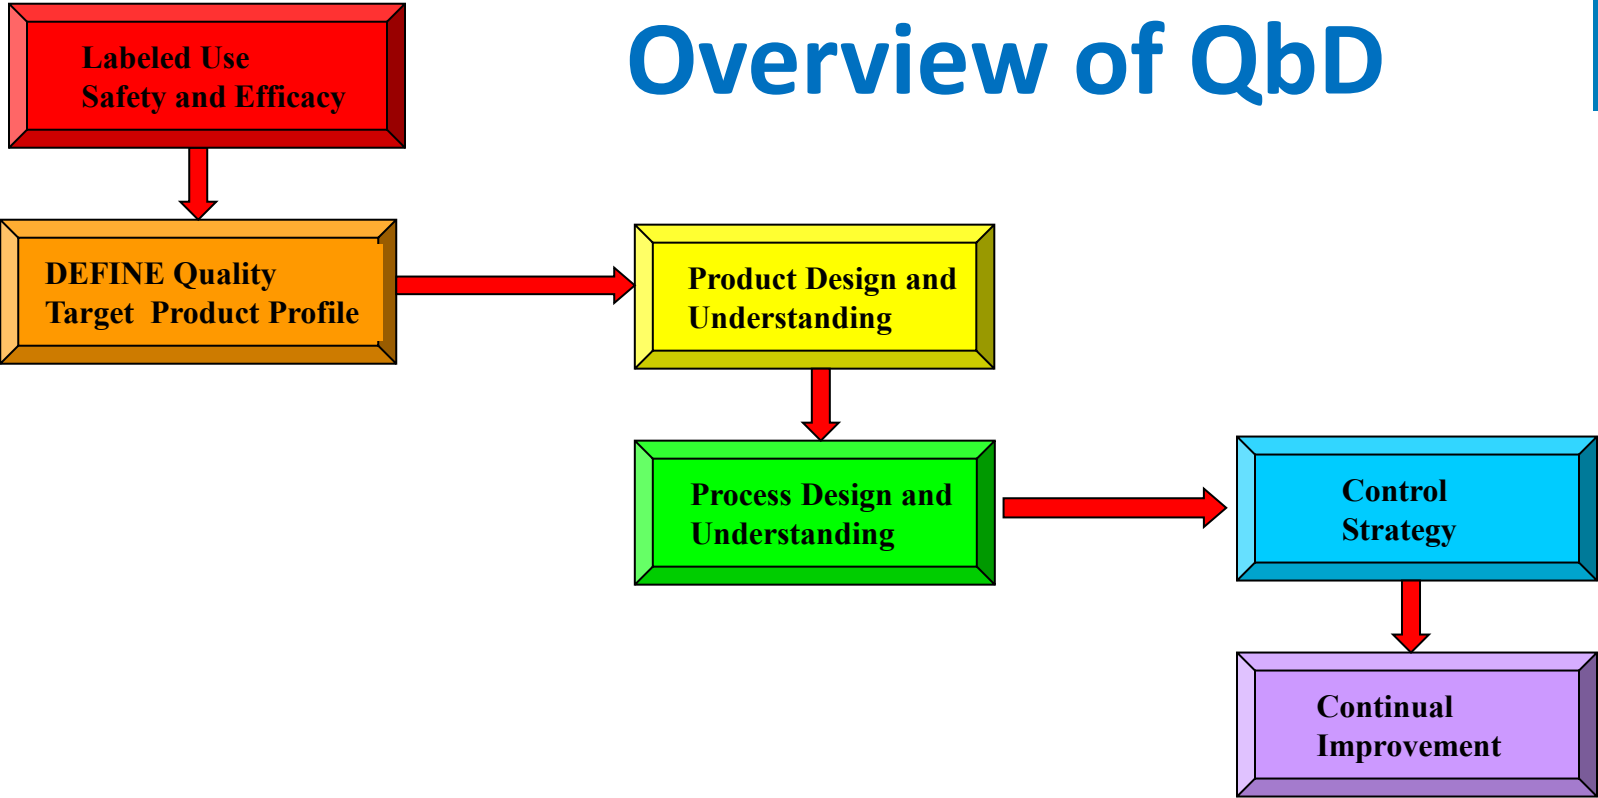 Overview of QbD
Labeled Use
Safety and Efficacy
DEFINE Quality
Target  Product Profile
Product Design and
Understanding
Process Design and
Understanding
Control
Strategy
Continual
Improvement